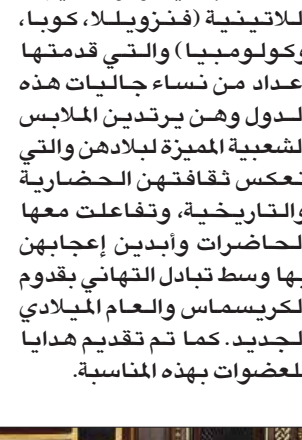 للاتينية (فنزويلا، كوبا،
وكولومبيا) والتي قدمتها
عداد من نساء جاليات هذه
لدول وهن يرتدين الملابس
لشعبية المميزة لبلادهن والتي
تعكس ثقافتهن الحضارية
والتاريخية، وتفاعلت معها
لحاضرات وأبدين إعجابهن
بها وسط تبادل التهاني بقدوم
لكريسماس والعام الميلادي
لجديد. كما تم تقديم هدايا
للعضوات بهذه المناسبة.